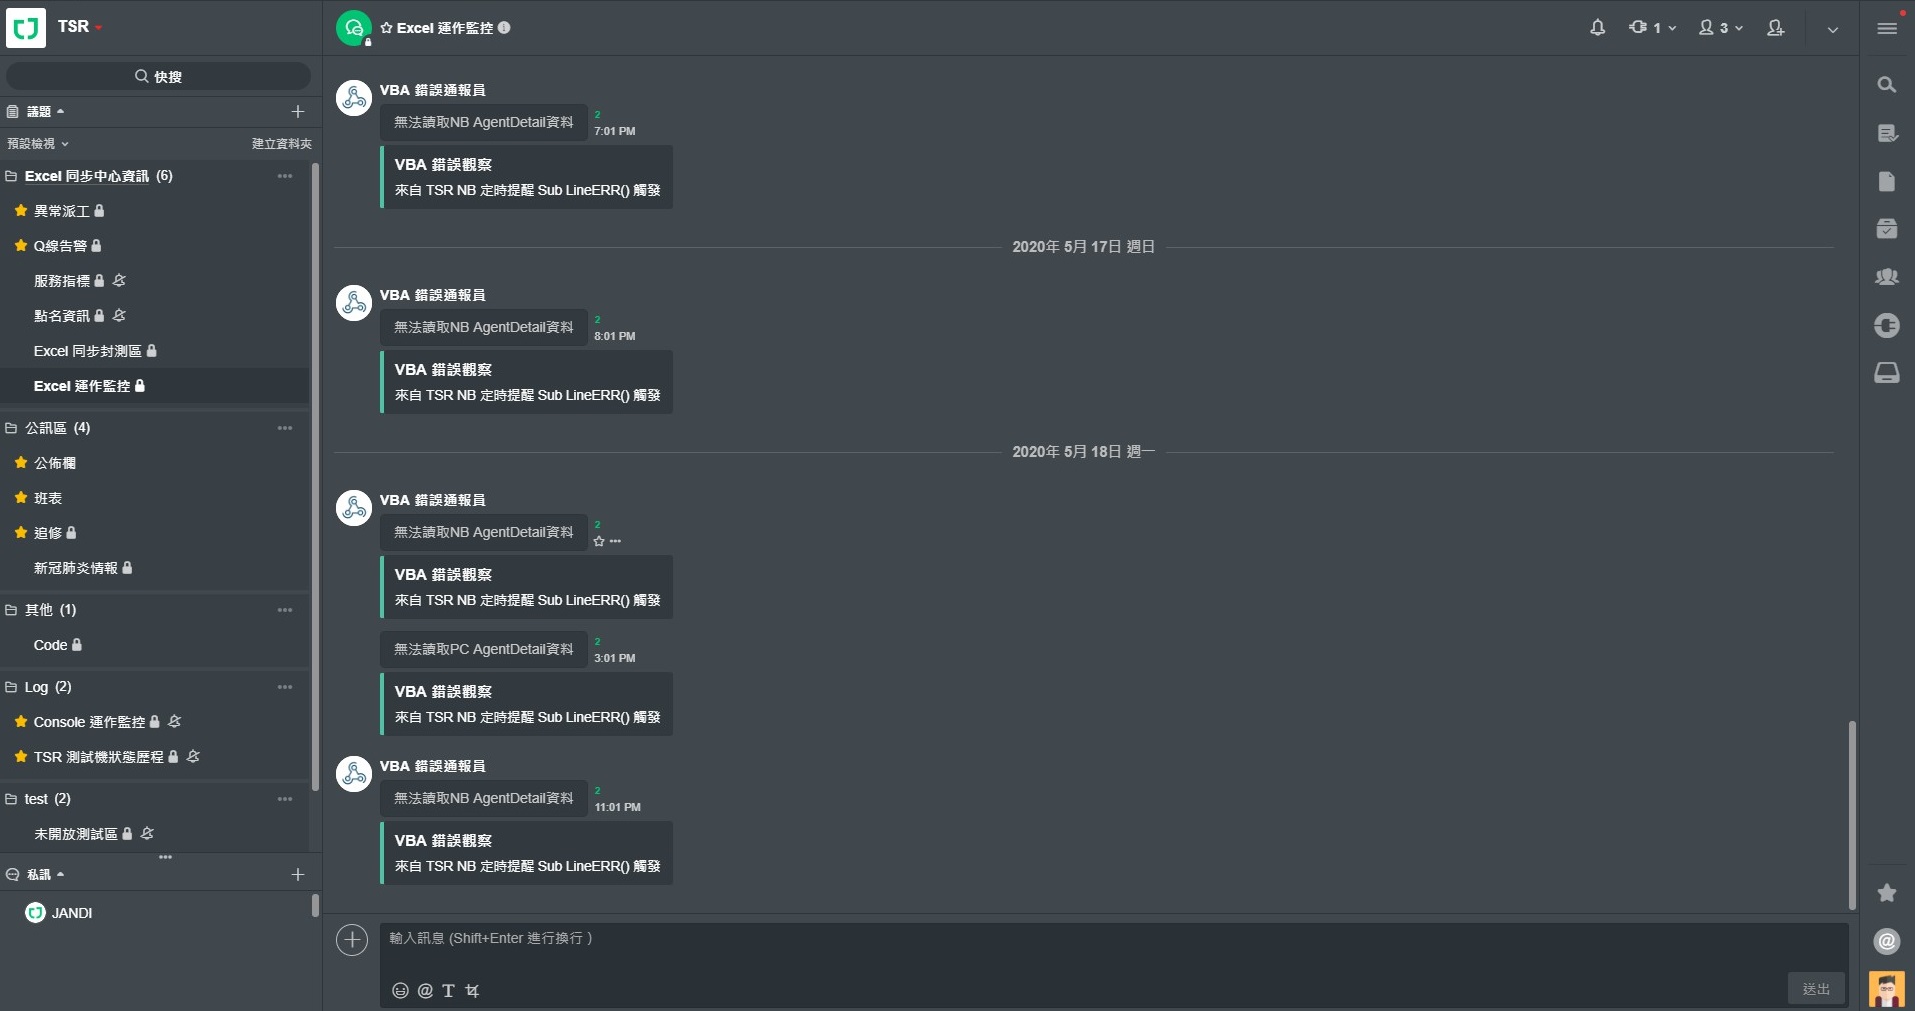 TSR
快搜
議題
預設檢視
建立資料夾
Excel 同步中心資訊 (6)
異常派工
Q線告警
服務指標
點名資訊
Excel 同步封測區
Excel 運作監控
公訊區 (4)
公佈欄
班表
追修
新冠肺炎情報
其他 (1)
Code
Log (2)
Console 運作監控
TSR 測試機狀態歷程
test (2)
未開放測試區
私訊
JANDI
Excel 運作監控
1
3
VBA 錯誤通報員
無法讀取NB AgentDetail資料
2
7:01 PM
VBA 錯誤觀察
來自 TSR NB 定時提醒 Sub LineERR() 觸發
2020年 5月 17日 週日
VBA 錯誤通報員
無法讀取NB AgentDetail資料
2
8:01 PM
VBA 錯誤觀察
來自 TSR NB 定時提醒 Sub LineERR() 觸發
2020年 5月 18日 週一
VBA 錯誤通報員
無法讀取NB AgentDetail資料
2
VBA 錯誤觀察
來自 TSR NB 定時提醒 Sub LineERR() 觸發
無法讀取PC AgentDetail資料
2
3:01 PM
VBA 錯誤觀察
來自 TSR NB 定時提醒 Sub LineERR() 觸發
VBA 錯誤通報員
無法讀取NB AgentDetail資料
2
11:01 PM
VBA 錯誤觀察
來自 TSR NB 定時提醒 Sub LineERR() 觸發
輸入訊息 (Shift+Enter 進行換行 )
送出